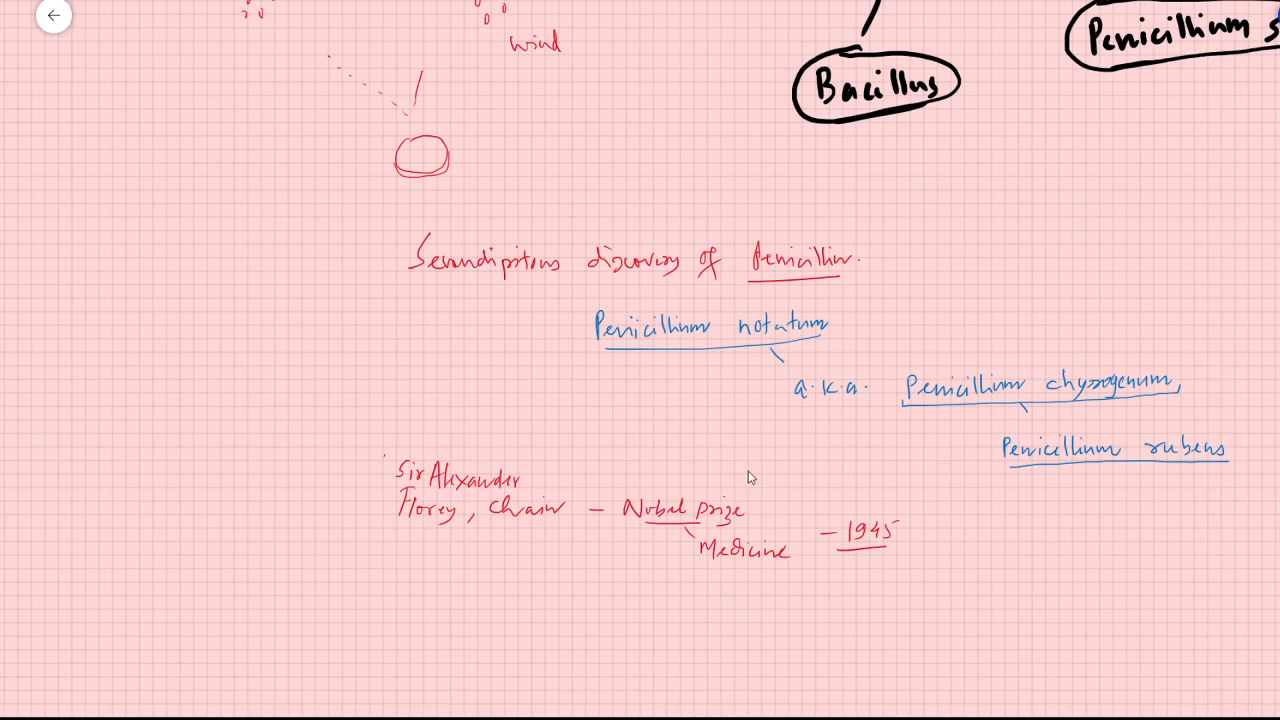 wind
Bacillus
Penicillium s
Serendipitous discovery of Penicillin.
Penicillium notatum
a.k.a. Penicillium chysogenum,
Penicillium rubens
Sir Alexander
Florey, Chain – Nobel prize
Medicine – 1945